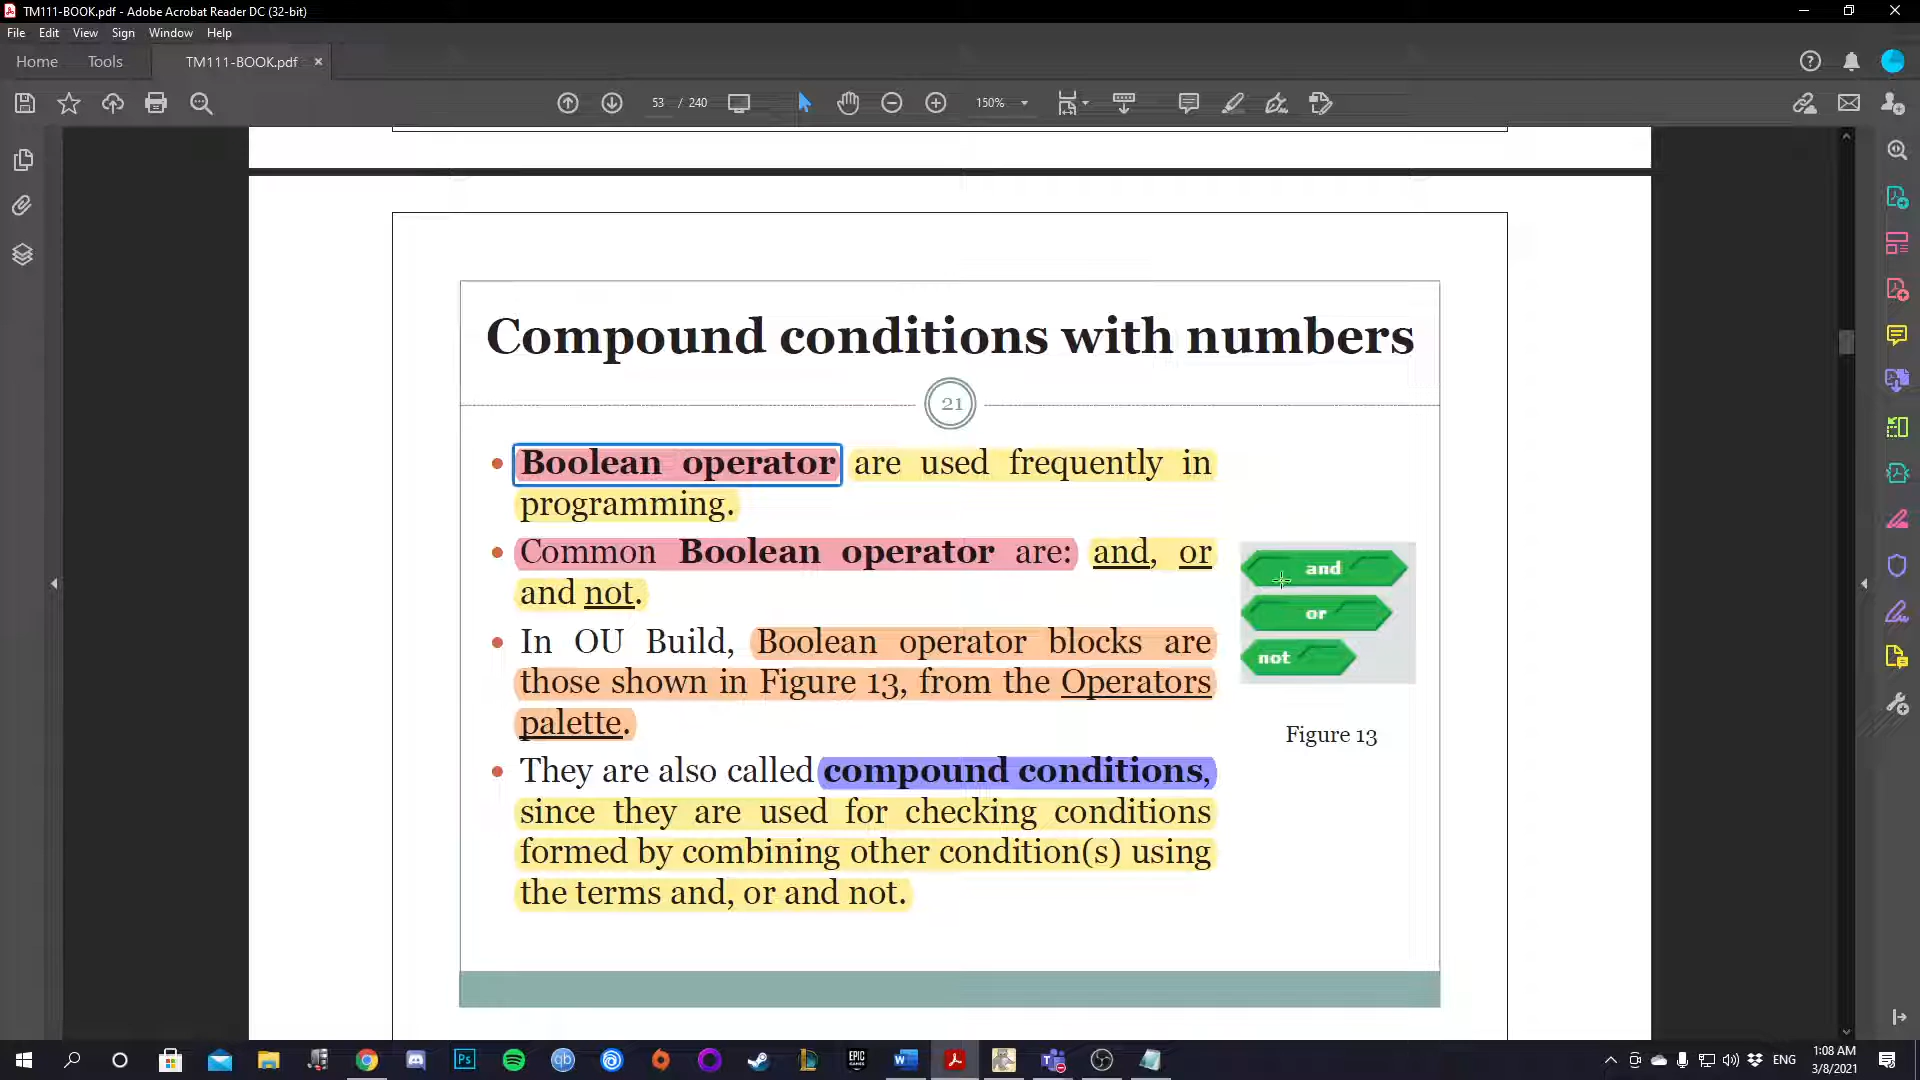 TM111-BOOK.pdf - Adobe Acrobat Reader DC (32-bit)
File Edit View Sign Window Help
Home Tools TM111-BOOK.pdf
53 / 240 150%
Compound conditions with numbers
21
Boolean operator are used frequently in
programming.
Common Boolean operator are: and, or
and not.
In OU Build, Boolean operator blocks are
those shown in Figure 13, from the Operators
palette.
They are also called compound conditions,
since they are used for checking conditions
formed by combining other condition(s) using
the terms and, or and not.
and
or
not
Figure 13
Ps
qb
EPIC
GAMES
ENG
1:08 AM
3/8/2021